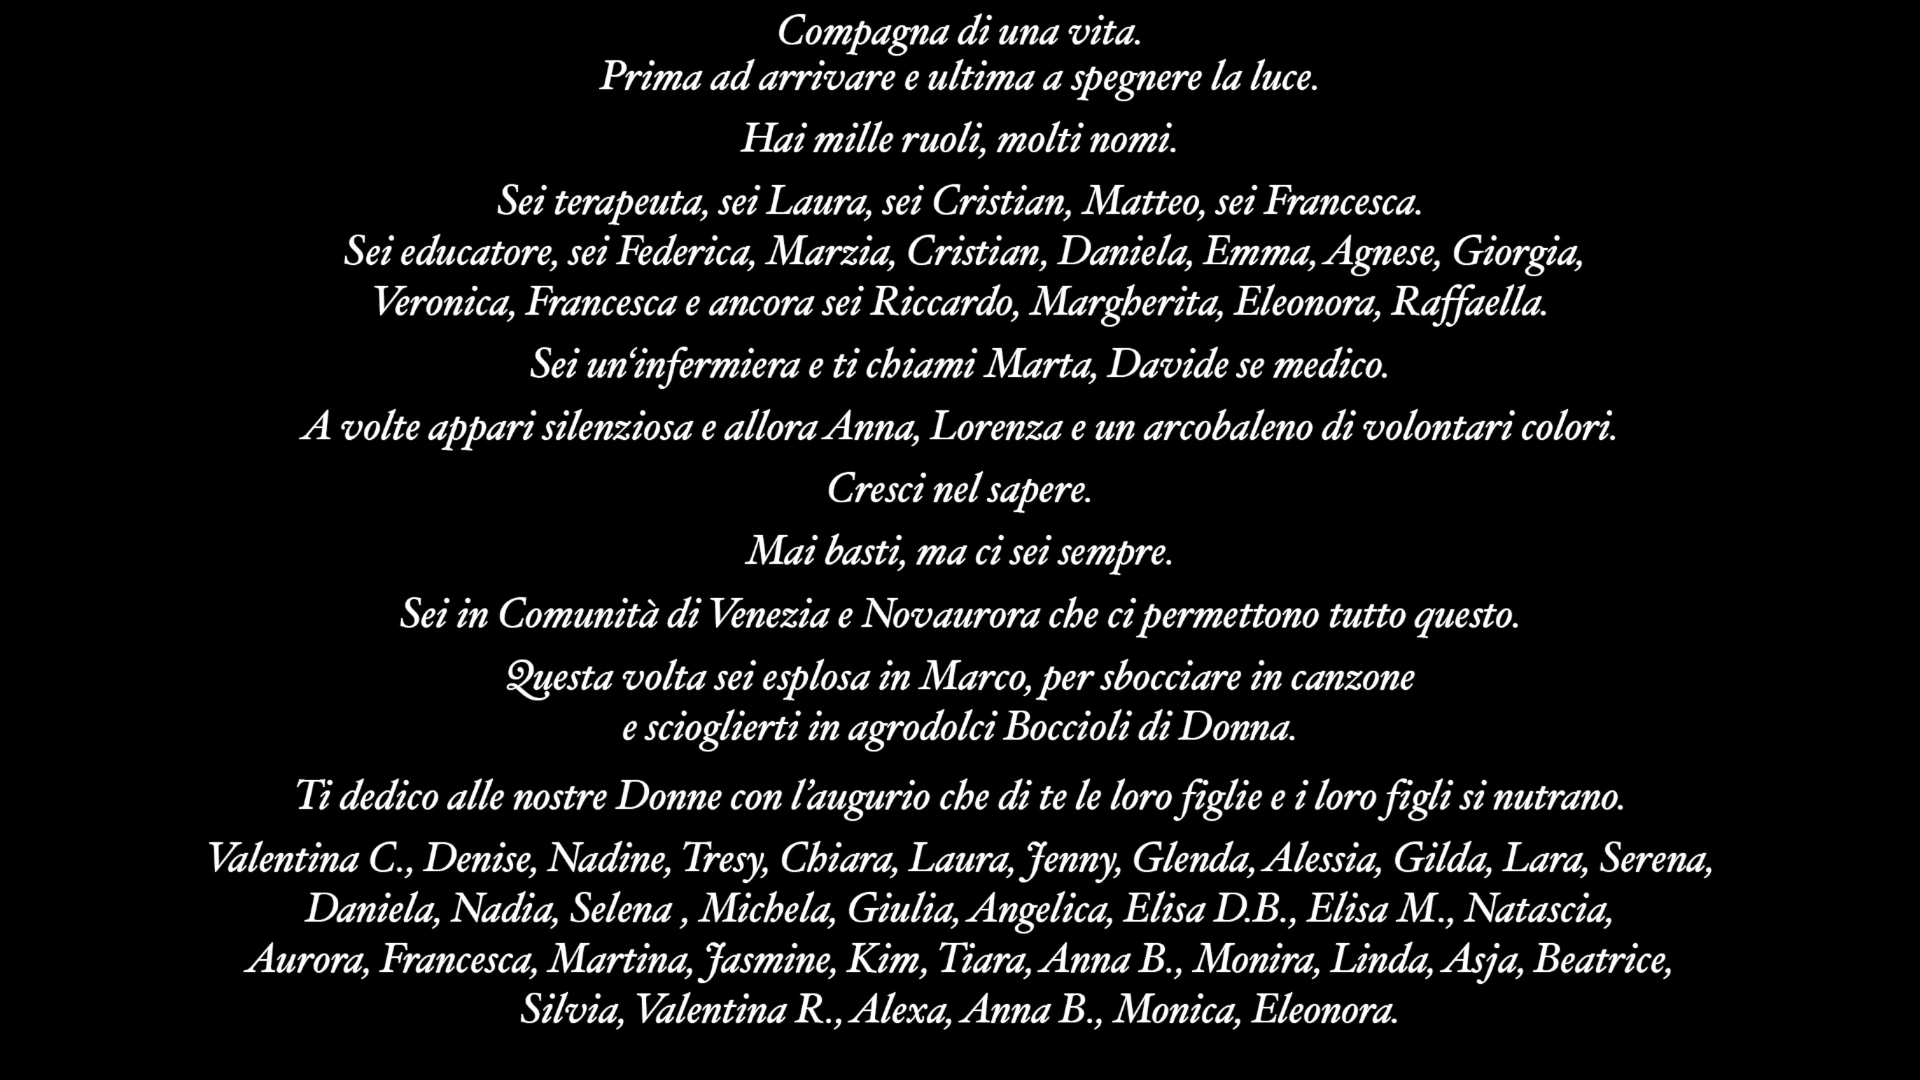 Compagna di una vita.
Prima ad arrivare e ultima a spegnere la luce.
Hai mille ruoli, molti nomi.
Sei terapeuta, sei Laura, sei Cristian, Matteo, sei Francesca.
Sei educatore, sei Federica, Marzia, Cristian, Daniela, Emma, Agnese, Giorgia,
Veronica, Francesca e ancora sei Riccardo, Margherita, Eleonora, Raffaella.
Sei un‘infermiera e ti chiami Marta, Davide se medico.
A volte appari silenziosa e allora Anna, Lorenza e un arcobaleno di volontari colori.
Cresci nel sapere.
Mai basti, ma ci sei sempre.
Sei in Comunità di Venezia e Novaurora che ci permettono tutto questo.
Questa volta sei esplosa in Marco, per sbocciare in canzone
e scioglierti in agrodolci Boccioli di Donna.
Ti dedico alle nostre Donne con l’augurio che di te le loro figlie e i loro figli si nutrano.
Valentina C., Denise, Nadine, Tresy, Chiara, Laura, Jenny, Glenda, Alessia, Gilda, Lara, Serena,
Daniela, Nadia, Selena , Michela, Giulia, Angelica, Elisa D.B., Elisa M., Natascia,
Aurora, Francesca, Martina, Jasmine, Kim, Tiara, Anna B., Monira, Linda, Asja, Beatrice,
Silvia, Valentina R., Alexa, Anna B., Monica, Eleonora.